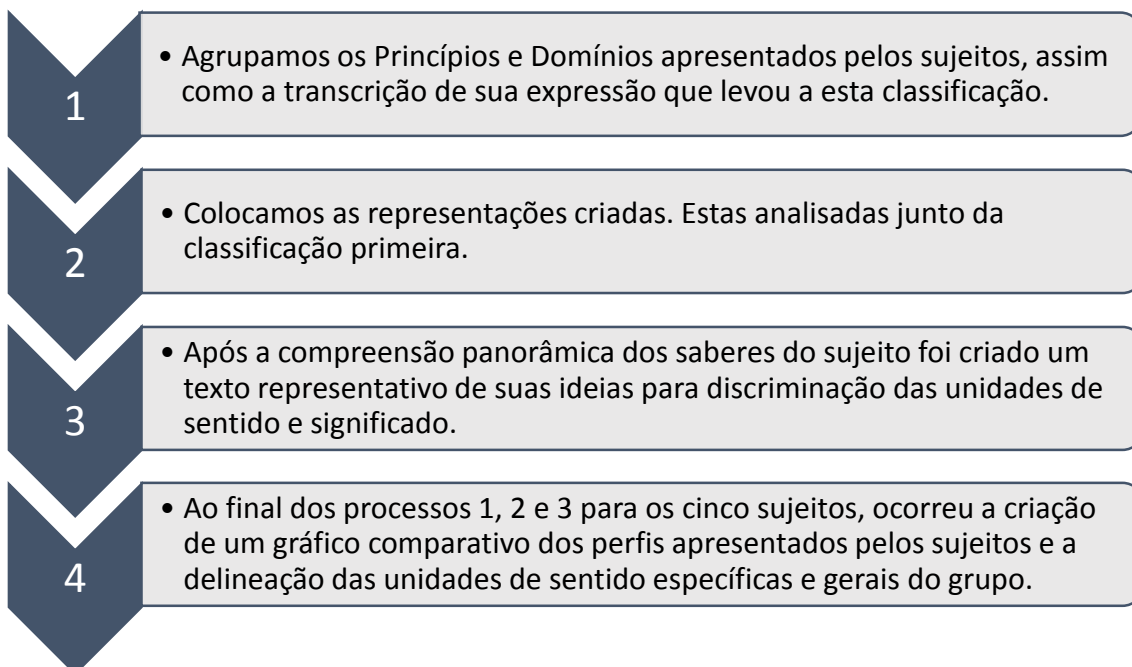 • Agrupamos os Princípios e Domínios apresentados pelos sujeitos, assim
como a transcrição de sua expressão que levou a esta classificação.
1
• Colocamos as representações criadas. Estas analisadas junto da
classificação primeira.
2
• Após a compreensão panorâmica dos saberes do sujeito foi criado um
texto representativo de suas ideias para discriminação das unidades de
sentido e significado.
3
• Ao final dos processos 1, 2 e 3 para os cinco sujeitos, ocorreu a criação
de um gráfico comparativo dos perfis apresentados pelos sujeitos e a
delineação das unidades de sentido específicas e gerais do grupo.
4